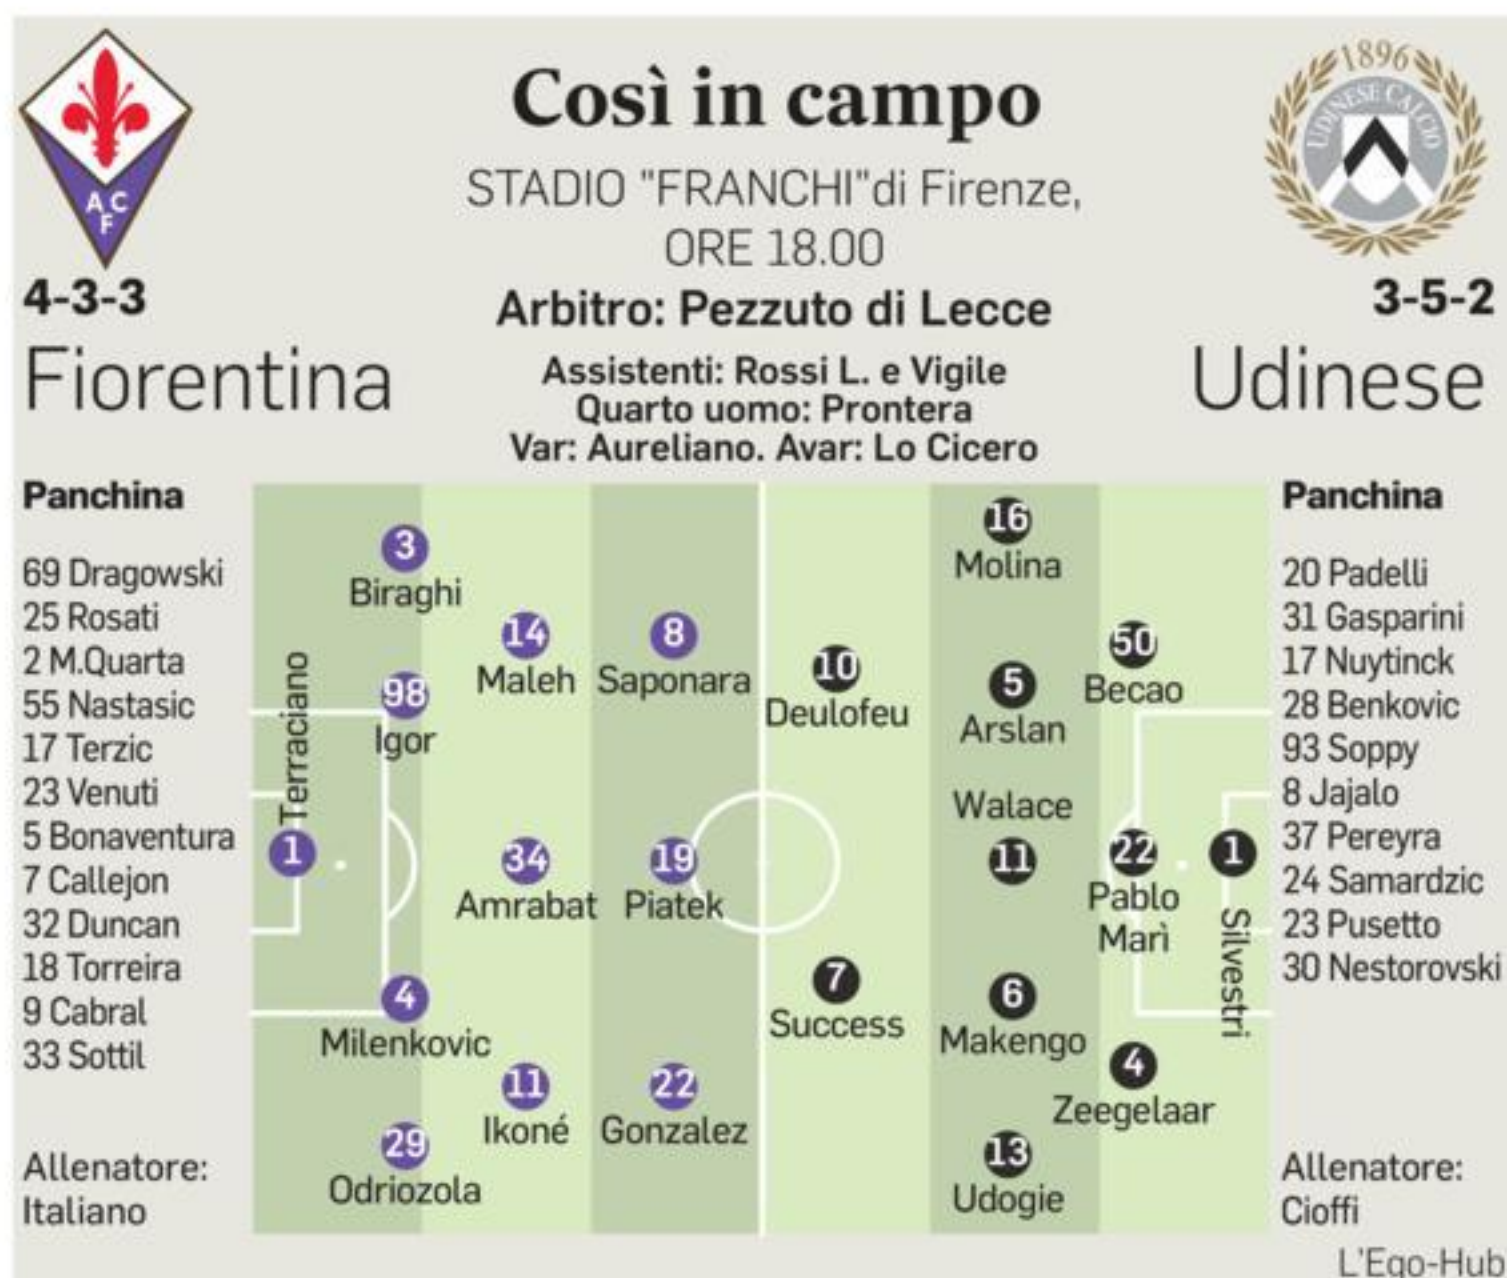 1896
UDINESE CALCIO
A C
F
Così in campo
STADIO "FRANCHI"di Firenze,
ORE 18.00
Arbitro: Pezzuto di Lecce
Assistenti: Rossi L. e Vigile
Quarto uomo: Prontera
Var: Aureliano. Avar: Lo Cicero
4-3-3
Fiorentina
3-5-2
Udinese
Panchina
69 Dragowski
25 Rosati
2 M.Quarta
55 Nastasic
17 Terzic
23 Venuti
5 Bonaventura
7 Callejon
32 Duncan
18 Torreira
9 Cabral
33 Sottil
Allenatore:
Italiano
1
Terraciano
3
Biraghi
98
Igor
4
Milenkovic
29
Odriozola
14
Maleh
34
Amrabat
11
Ikoné
8
Saponara
19
Piatek
22
Gonzalez
10
Deulofeu
7
Success
16
Molina
5
Arslan
Walace
11
6
Makengo
13
Udogie
50
Becao
22
Pablo
Marì
4
Zeegelaar
1
Silvestri
Panchina
20 Padelli
31 Gasparini
17 Nuytinck
28 Benkovic
93 Soppy
8 Jajalo
37 Pereyra
24 Samardzic
23 Pusetto
30 Nestorovski
Allenatore:
Cioffi
L'Ego-Hub